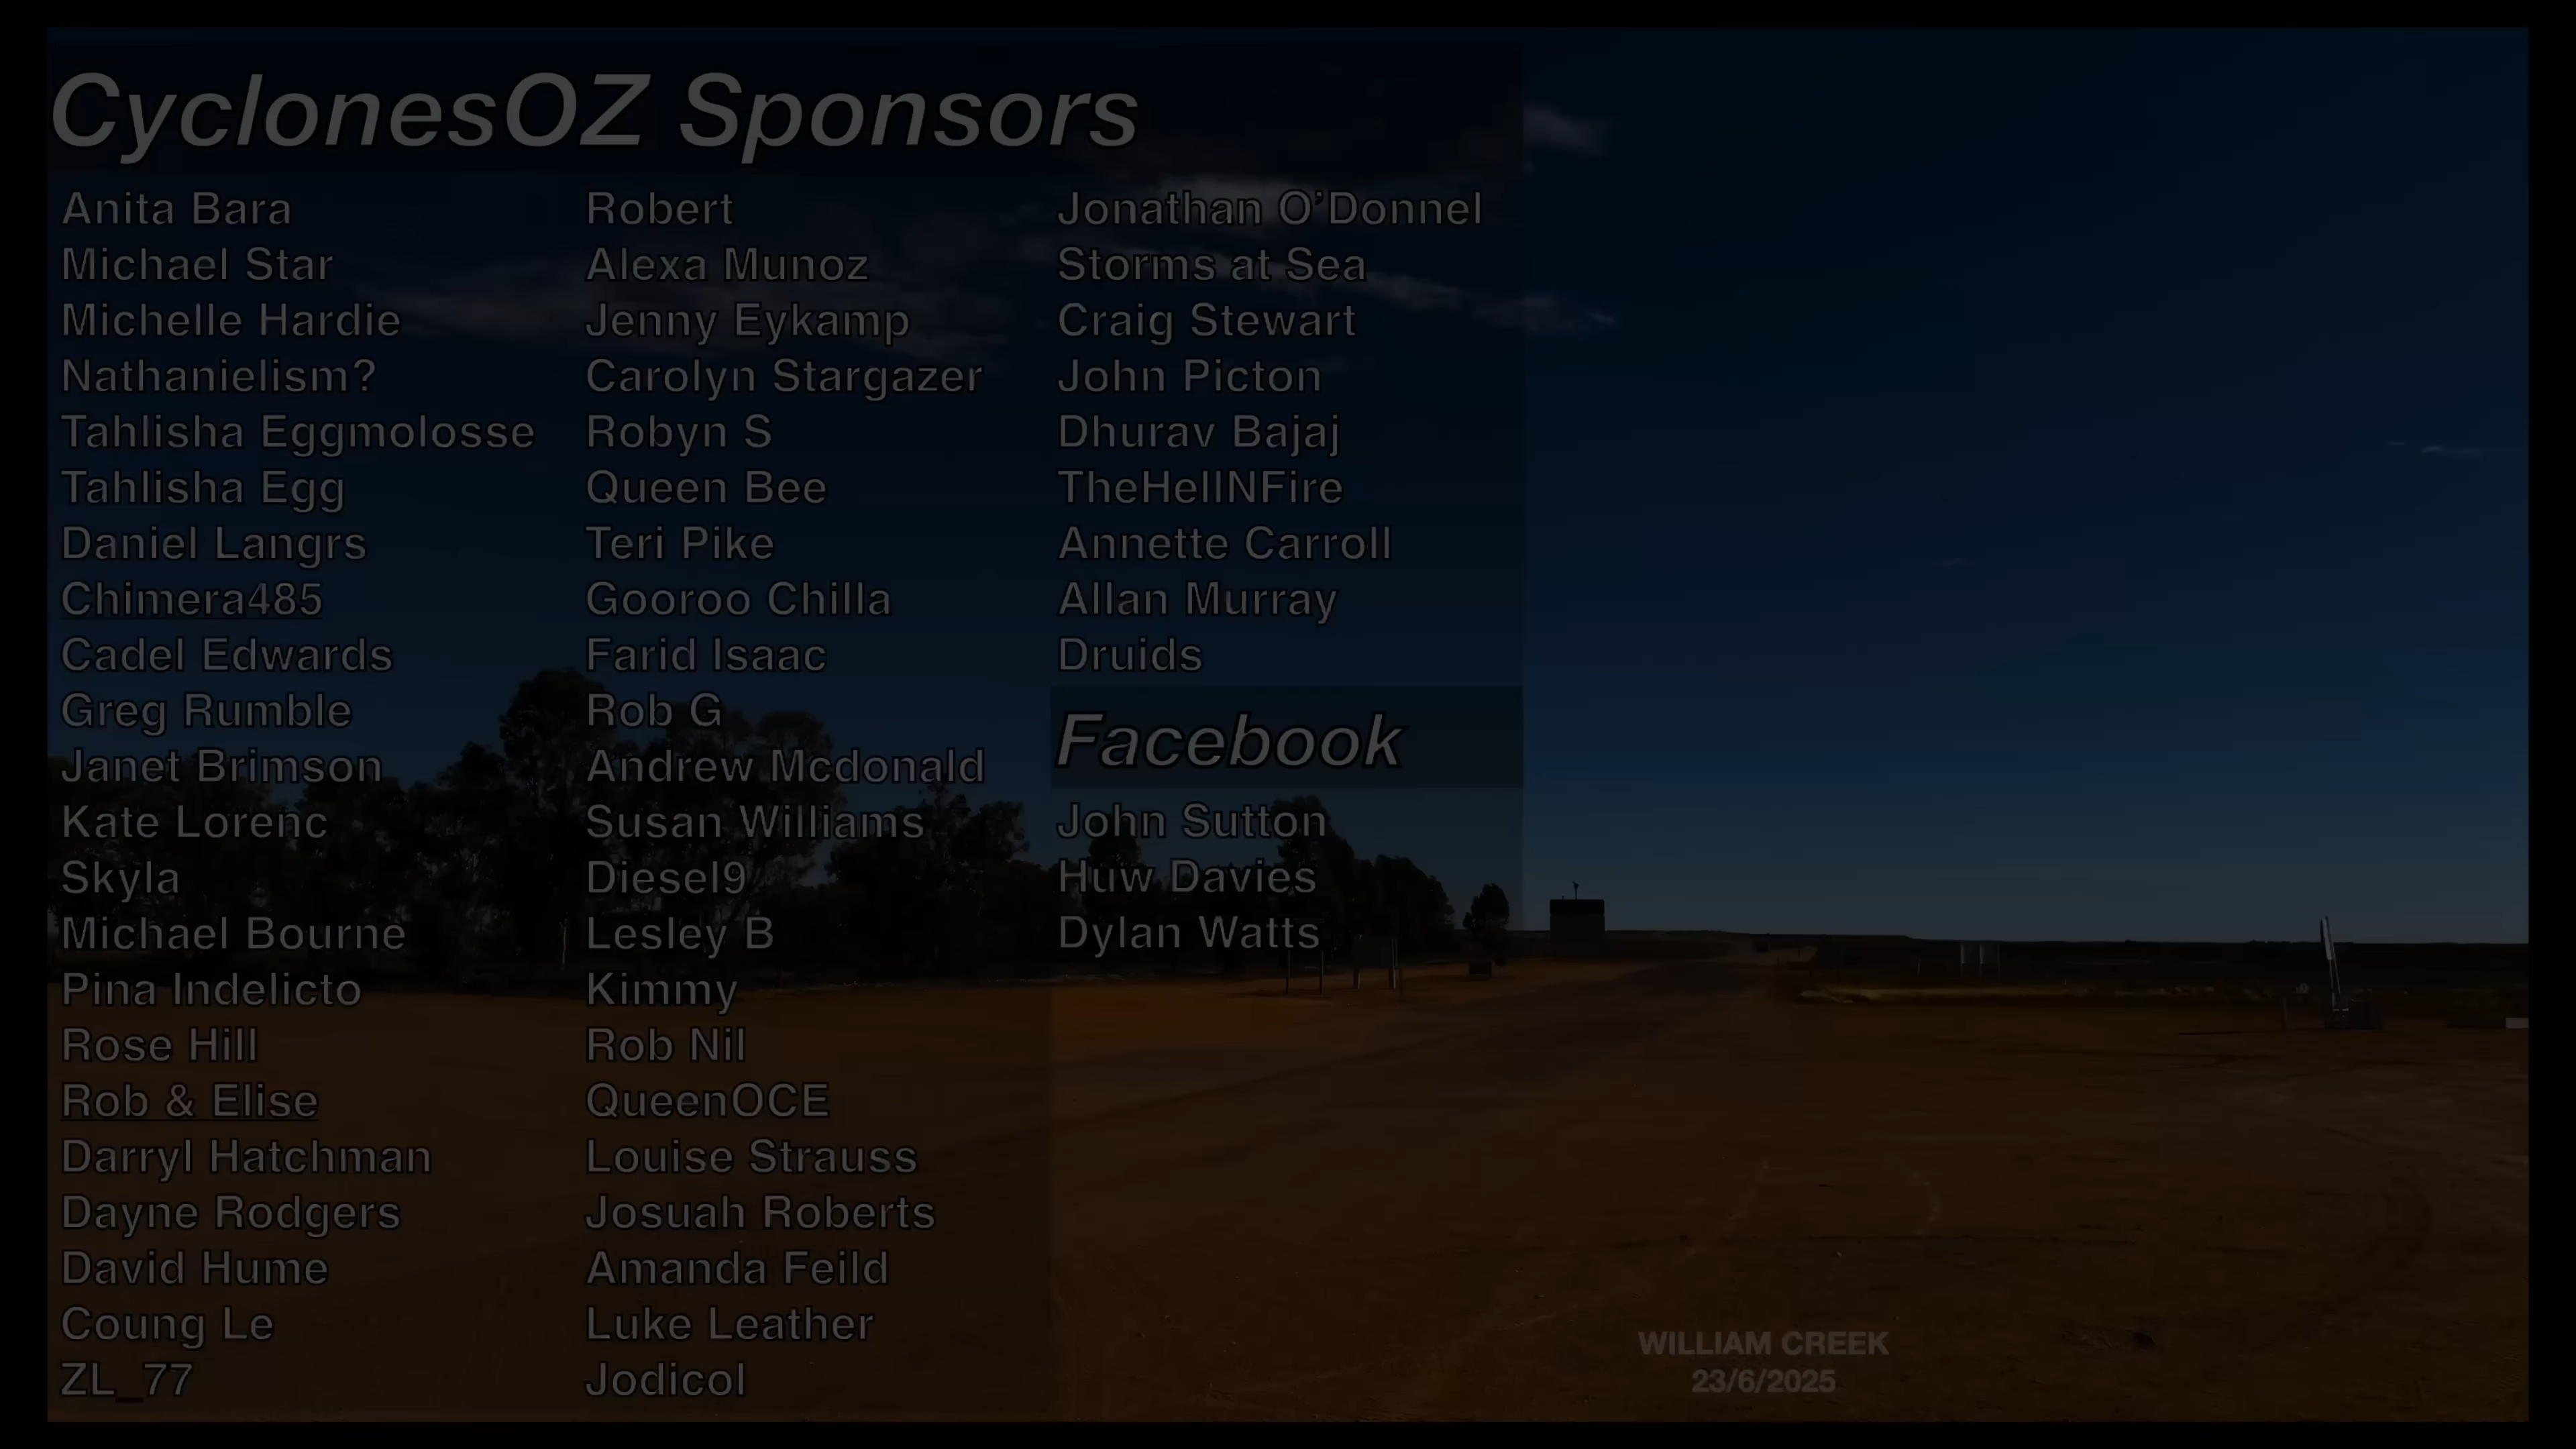 CyclonesOZ Sponsors
Anita Bara
Michael Star
Michelle Hardie
Nathanielism?
Tahlisha Eggmolosse
Tahlisha Egg
Daniel Langrs
Chimera485
Cadel Edwards
Greg Rumble
Janet Brimson
Kate Lorenc
Skyla
Michael Bourne
Pina Indelicto
Rose Hill
Rob & Elise
Darryl Hatchman
Dayne Rodgers
David Hume
Coung Le
ZL_77
Robert
Alexa Munoz
Jenny Eykamp
Carolyn Stargazer
Robyn S
Queen Bee
Teri Pike
Gooroo Chilla
Farid Isaac
Rob G
Andrew Mcdonald
Susan Williams
Diesel9
Lesley B
Kimmy
Rob Nil
QueenOCE
Louise Strauss
Josuah Roberts
Amanda Feild
Luke Leather
Jodicol
Jonathan O’Donnel
Storms at Sea
Craig Stewart
John Picton
Dhurav Bajaj
TheHellNFire
Annette Carroll
Allan Murray
Druids
Facebook
John Sutton
Huw Davies
Dylan Watts
WILLIAM CREEK
23/6/2025